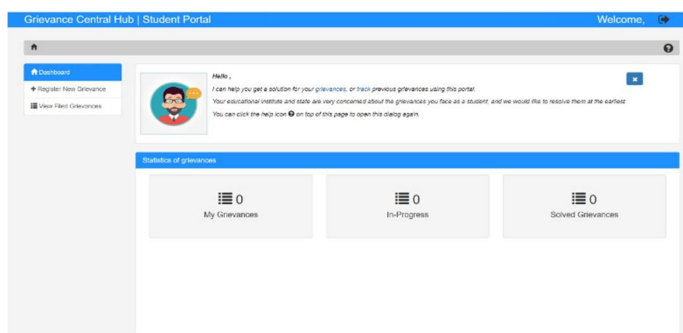 Grievance Central Hub | Student Portal
Welcome,
Dashboard
Register New Grievance
View Filed Grievances
Hello ,
I can help you get a solution for your grievances, or track previous grievances using this portal.
Your educational institute and state are very concerned about the grievances you face as a student, and we would like to resolve them at the earliest.
You can click the help icon ? on top of this page to open this dialog again.
Statistics of grievances
0
My Grievances
0
In-Progress
0
Solved Grievances